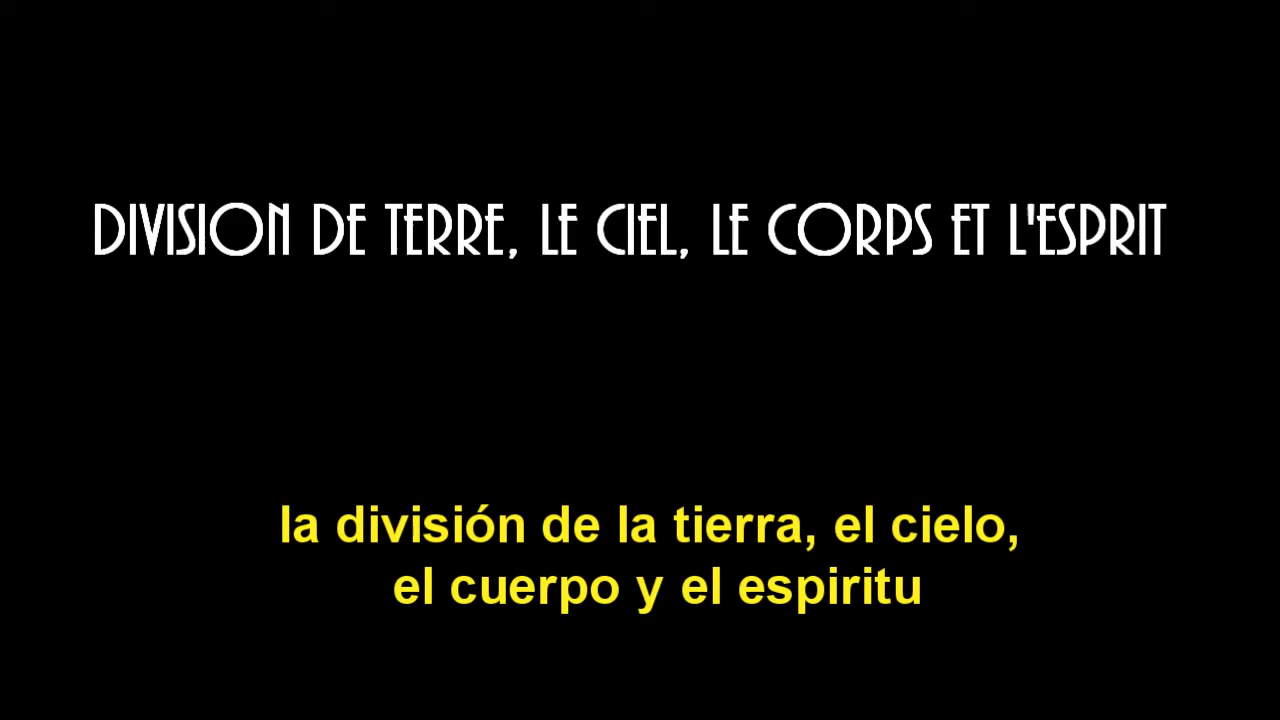 DIVISION DE TERRE, LE CIEL, LE CORPS ET L'ESPRIT
la división de la tierra, el cielo,
el cuerpo y el espiritu